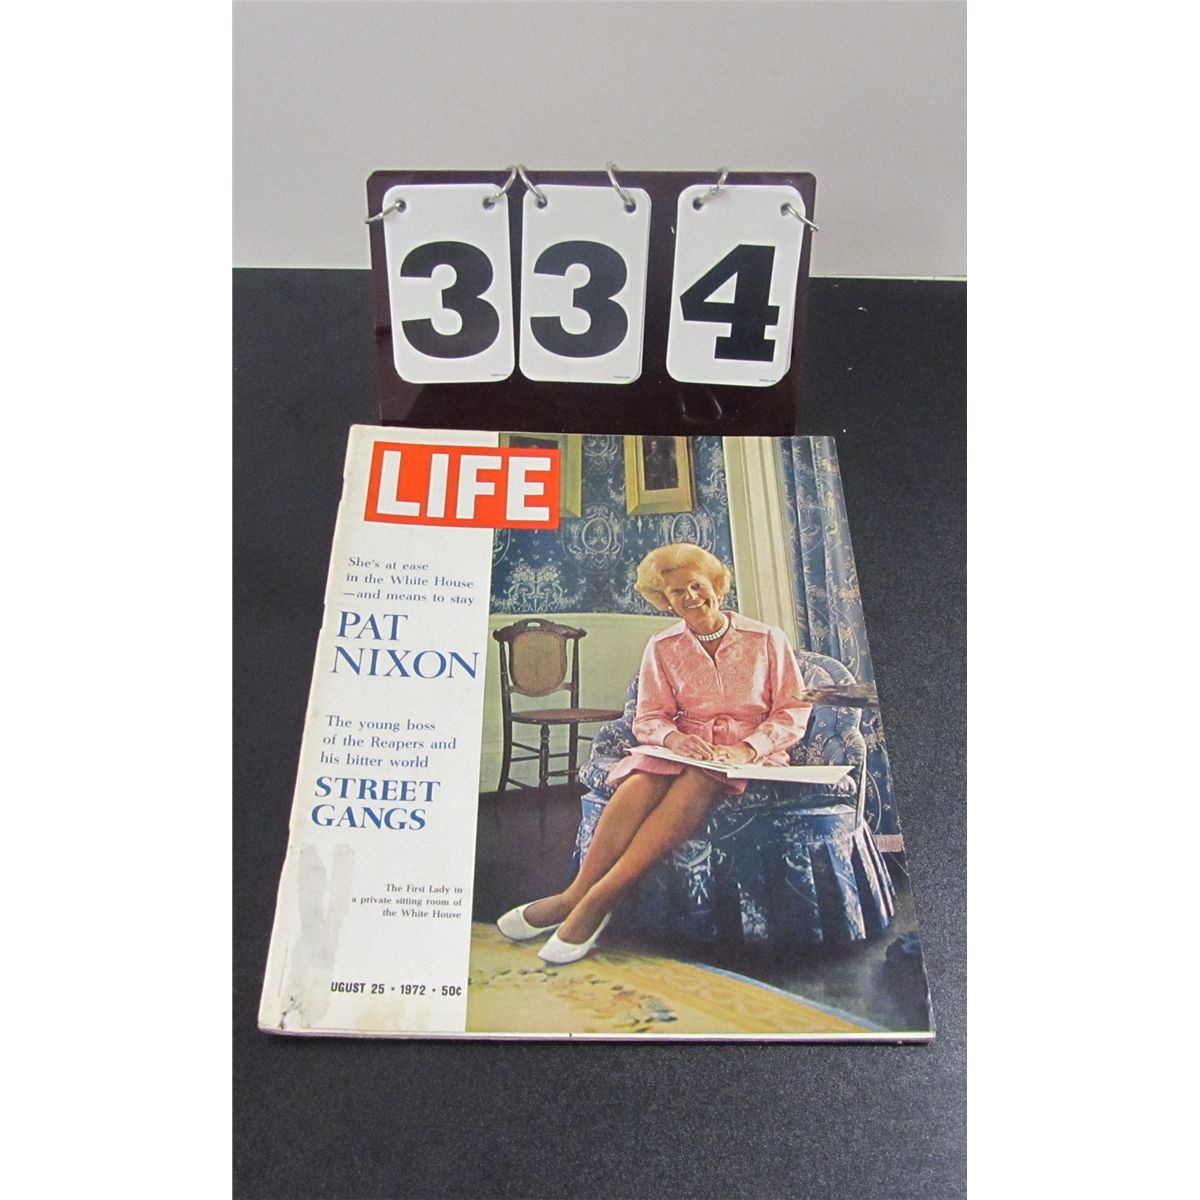 334
LIFE
She's at ease
in the White House
—and means to stay
PAT
NIXON
The young boss
of the Reapers and
his bitter world
STREET
GANGS
The First Lady in
a private sitting room of
the White House
UGUST 25 • 1972 • 50¢